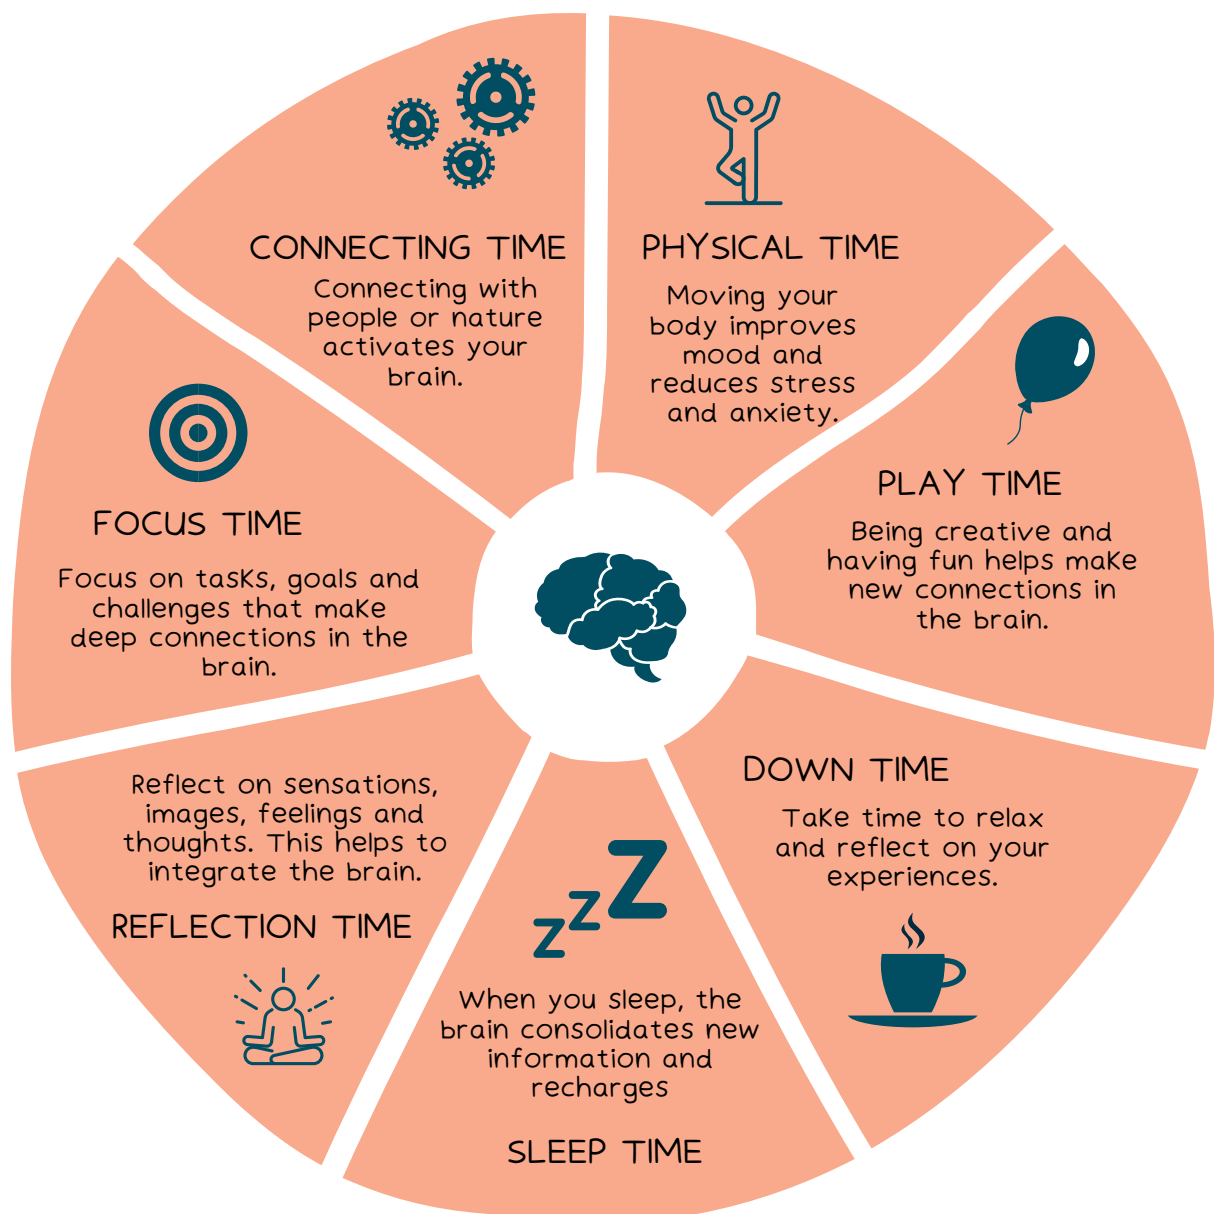 CONNECTING TIME
Connecting with
people or nature
activates your
brain.
PHYSICAL TIME
Moving your
body improves
mood and
reduces stress
and anxiety.
PLAY TIME
Being creative and
having fun helps make
new connections in
the brain.
DOWN TIME
Take time to relax
and reflect on your
experiences.
zzZ
When you sleep, the
brain consolidates new
information and
recharges
SLEEP TIME
Reflect on sensations,
images, feelings and
thoughts. This helps to
integrate the brain.
REFLECTION TIME
FOCUS TIME
Focus on tasks, goals and
challenges that make
deep connections in the
brain.